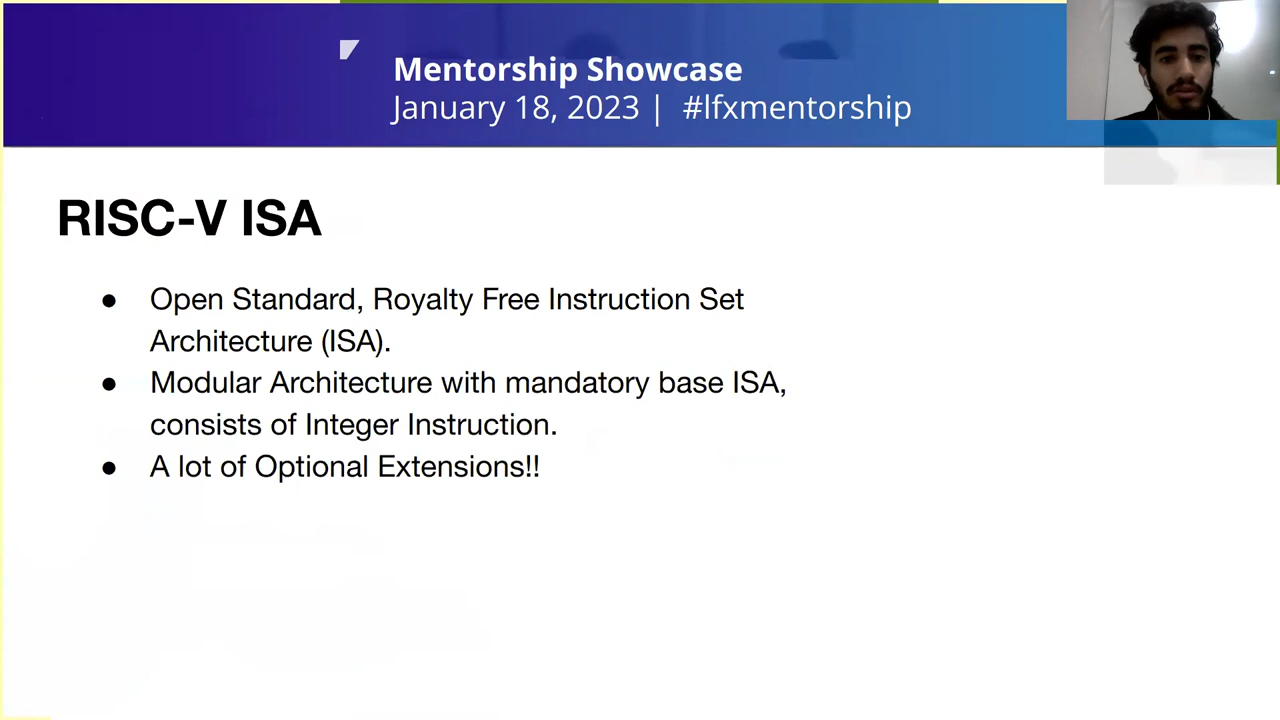 Mentorship Showcase
January 18, 2023 | #lfxmentorship
RISC-V ISA
● Open Standard, Royalty Free Instruction Set
Architecture (ISA).
● Modular Architecture with mandatory base ISA,
consists of Integer Instruction.
● A lot of Optional Extensions!!